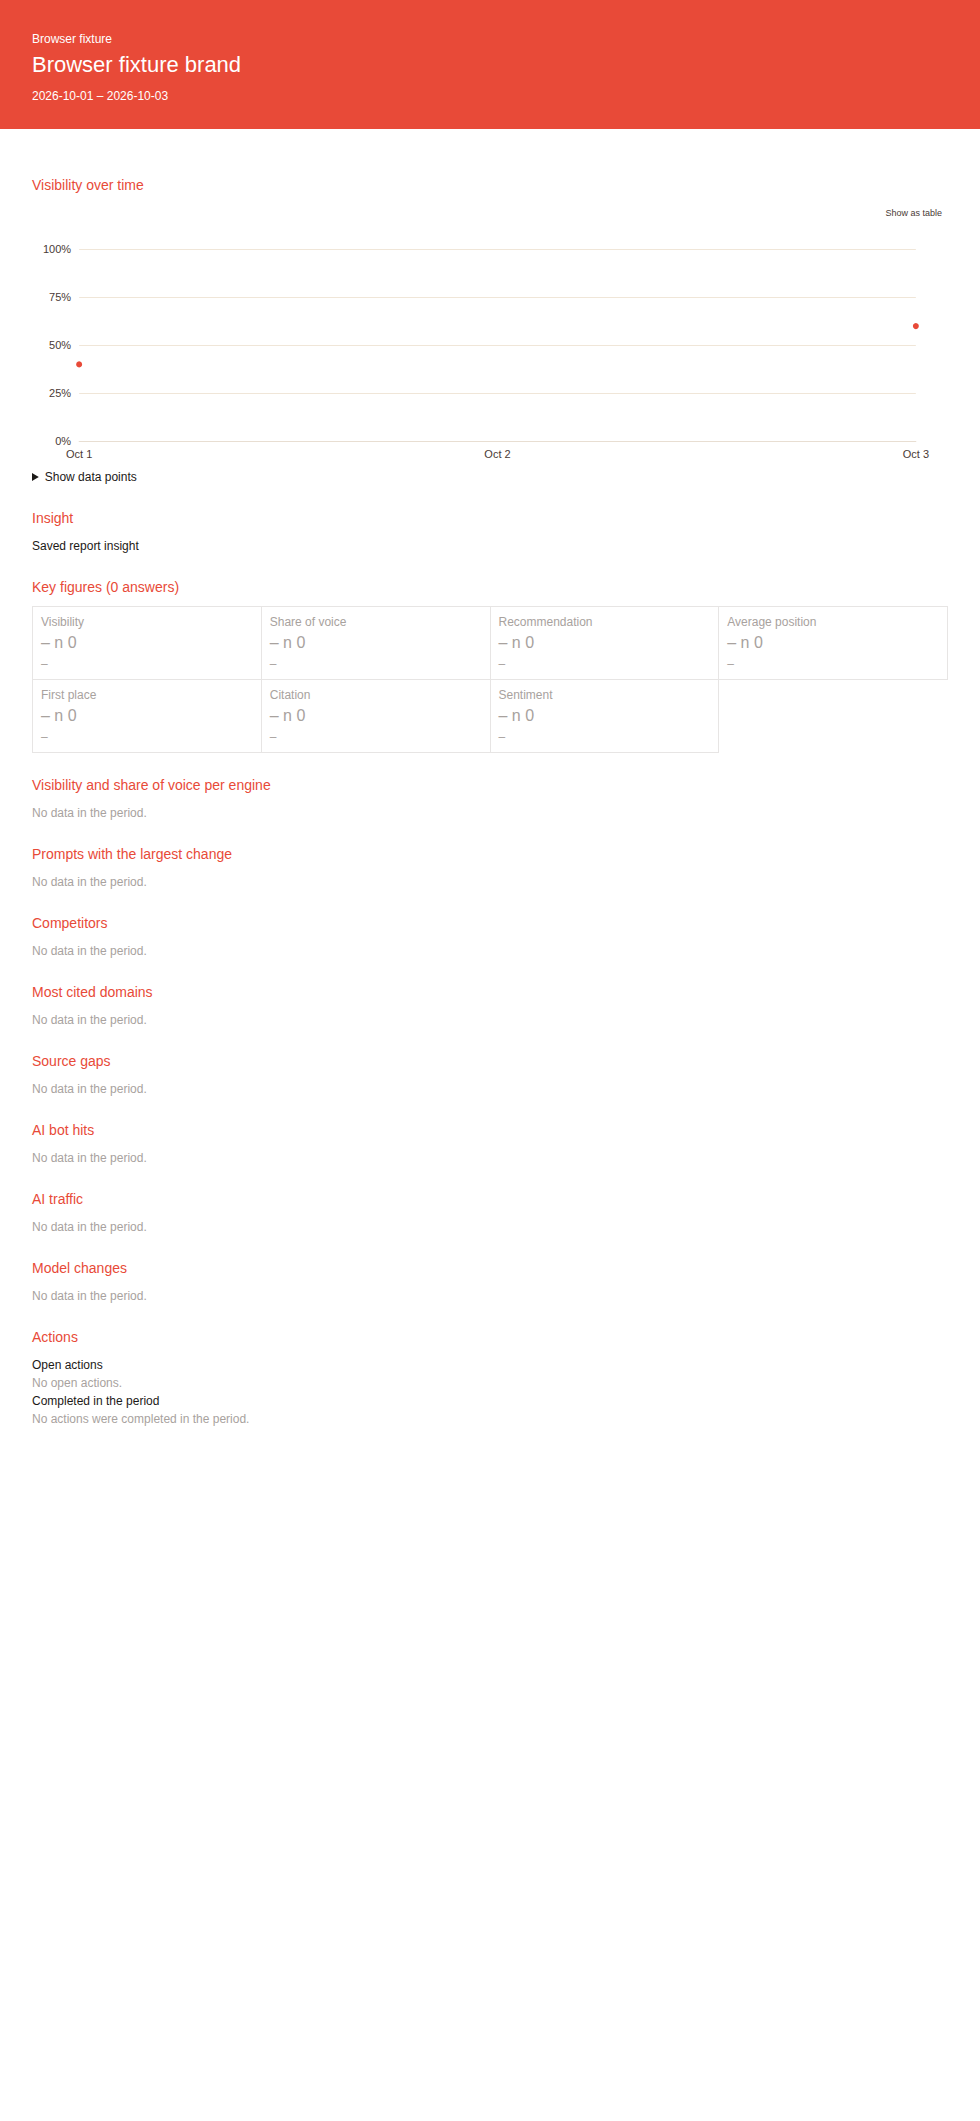 Browser fixture
Browser fixture brand
2026-10-01 – 2026-10-03
Visibility over time
Show as table
100%
75%
50%
25%
0%
Oct 1 Oct 2 Oct 3
Show data points
Insight
Saved report insight
Key figures (0 answers)
Visibility Share of voice Recommendation Average position
– n 0 – n 0 – n 0 – n 0
– – – –
First place Citation Sentiment
– n 0 – n 0 – n 0
– – –
Visibility and share of voice per engine
No data in the period.
Prompts with the largest change
No data in the period.
Competitors
No data in the period.
Most cited domains
No data in the period.
Source gaps
No data in the period.
AI bot hits
No data in the period.
AI traffic
No data in the period.
Model changes
No data in the period.
Actions
Open actions
No open actions.
Completed in the period
No actions were completed in the period.